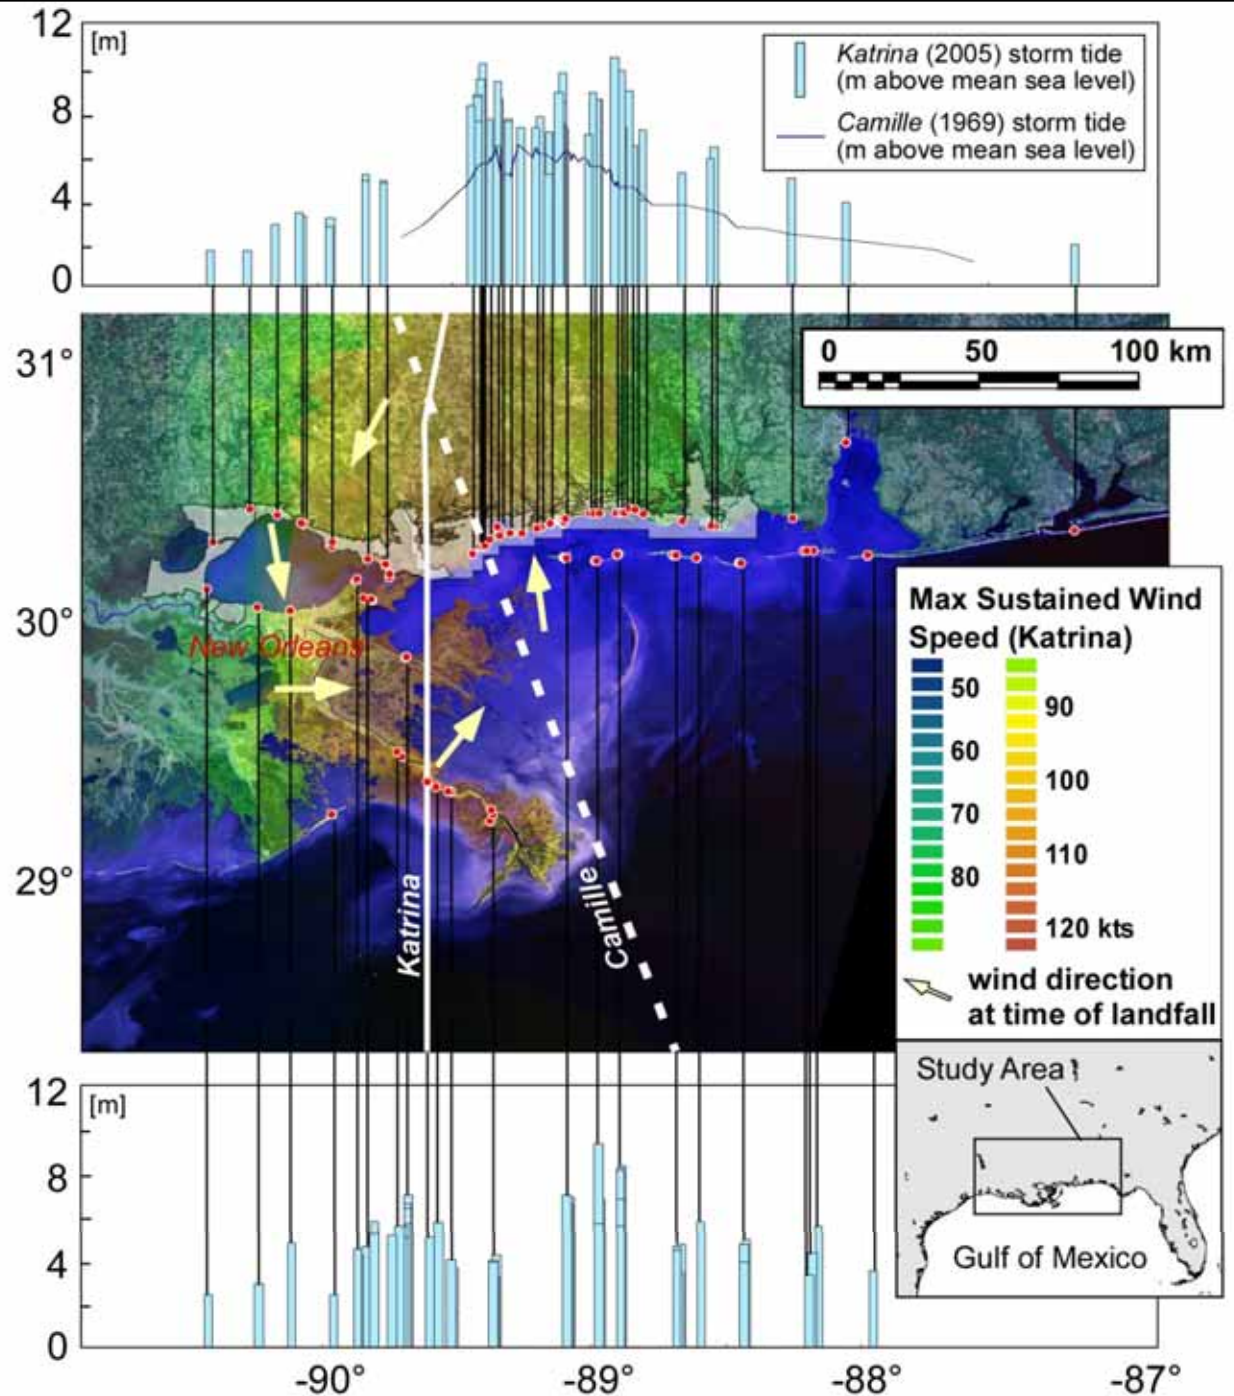 12
[m]
8
4
0
Katrina (2005) storm tide
(m above mean sea level)
Camille (1969) storm tide
(m above mean sea level)
31°
30°
29°
0 50 100 km
New Orleans
Katrina
Camille
Max Sustained Wind
Speed (Katrina)
50
60
70
80
90
100
110
120 kts
wind direction
at time of landfall
Study Area
Gulf of Mexico
12
[m]
8
4
0
-90° -89° -88° -87°